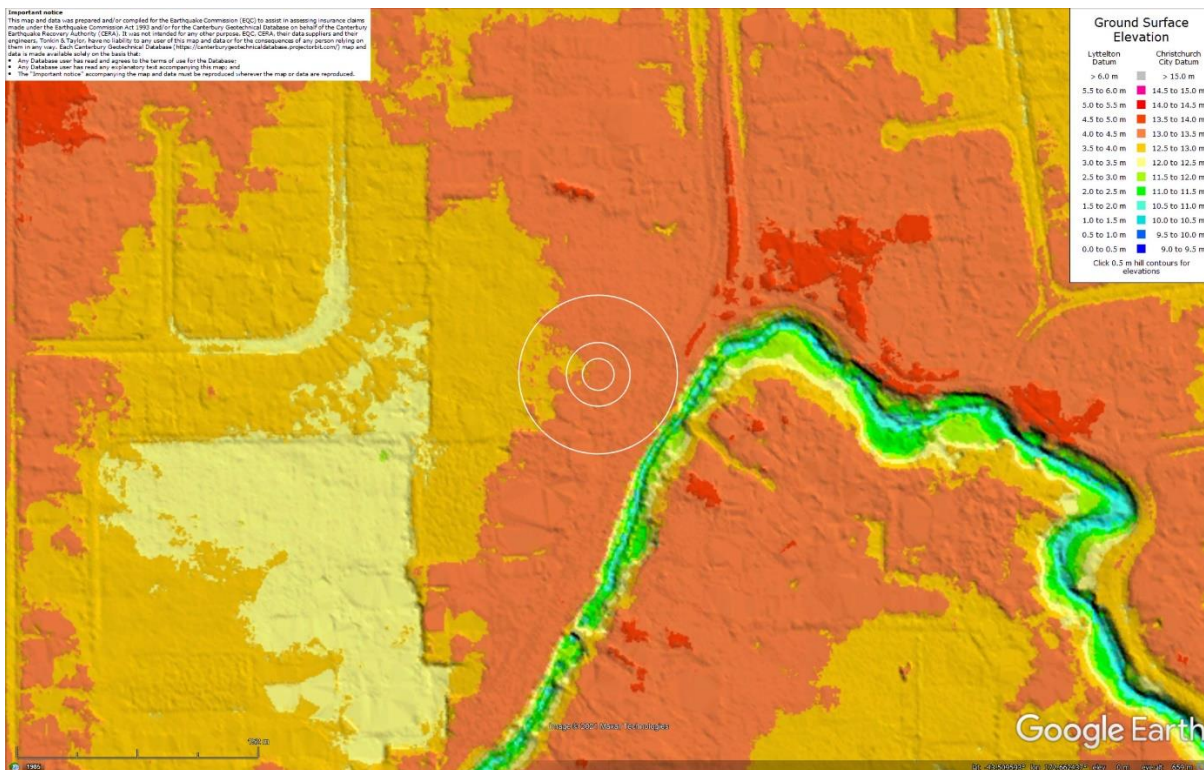 Important notice
This map and data was prepared and/or compiled for the Earthquake Commission (EQC) to assist in assessing insurance claims
made under the Earthquake Commission Act 1993 and/or for the Canterbury Geotechnical Database on behalf of the Canterbury
Earthquake Recovery Authority (CERA). It was not intended for any other purpose. EQC, CERA, their data suppliers and their
engineers, Tonkin & Taylor, have no liability to any user of this map and data or for the consequences of any person relying on
them in any way. Each Canterbury Geotechnical Database (https://canterburygeotechnicaldatabase.projectorbit.com/) map and
data is made available solely on the basis that:
• Any Database user has read and agrees to the terms of use for the Database;
• Any Database user has read any explanatory text accompanying this map; and
• The "Important notice" accompanying the map and data must be reproduced wherever the map or data are reproduced.
Ground Surface
Elevation
Lyttelton Datum Christchurch City Datum
> 6.0 m > 15.0 m
5.5 to 6.0 m 14.5 to 15.0 m
5.0 to 5.5 m 14.0 to 14.5 m
4.5 to 5.0 m 13.5 to 14.0 m
4.0 to 4.5 m 13.0 to 13.5 m
3.5 to 4.0 m 12.5 to 13.0 m
3.0 to 3.5 m 12.0 to 12.5 m
2.5 to 3.0 m 11.5 to 12.0 m
2.0 to 2.5 m 11.0 to 11.5 m
1.5 to 2.0 m 10.5 to 11.0 m
1.0 to 1.5 m 10.0 to 10.5 m
0.5 to 1.0 m 9.5 to 10.0 m
0.0 to 0.5 m 9.0 to 9.5 m
Click 0.5 m hill contours for
elevations
Technologies
Google Earth
1985